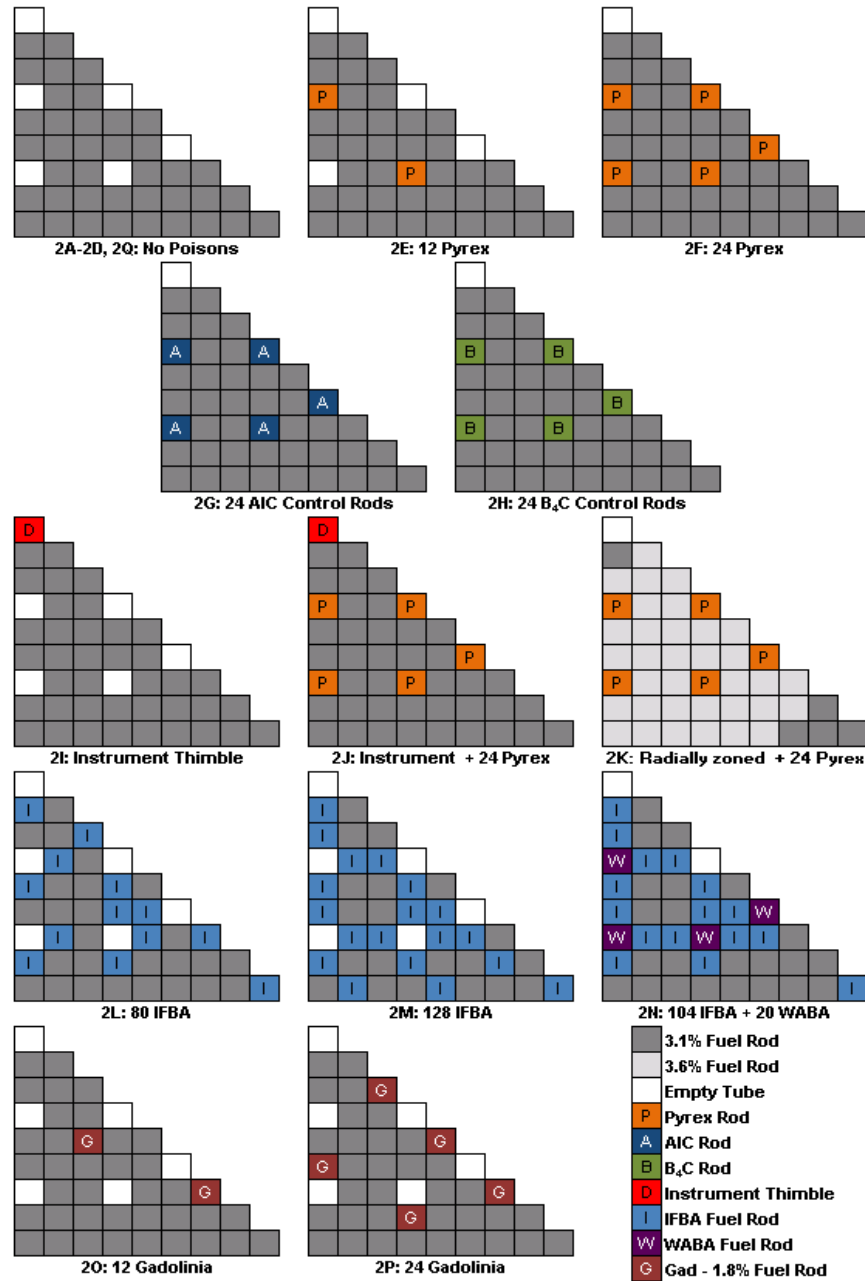 P P P
P
P P P
2A-2D, 2Q: No Poisons 2E: 12 Pyrex 2F: 24 Pyrex
A A B B
A B
A A B B
2G: 24 AIC Control Rods 2H: 24 B₄C Control Rods
D D
P P P P
P P
P P P P
2I: Instrument Thimble 2J: Instrument + 24 Pyrex 2K: Radially zoned + 24 Pyrex
I I I
I I I
I I I W I I
I I I I I I
I I I I I I I I W
I I I I I I I W I I W I I
I I I I I I I
I I I I I
2L: 80 IFBA 2M: 128 IFBA 2N: 104 IFBA + 20 WABA
G
G G
G
G G
G
2O: 12 Gadolinia 2P: 24 Gadolinia
3.1% Fuel Rod
3.6% Fuel Rod
Empty Tube
P Pyrex Rod
A AIC Rod
B B₄C Rod
D Instrument Thimble
I IFBA Fuel Rod
W WABA Fuel Rod
G Gad - 1.8% Fuel Rod